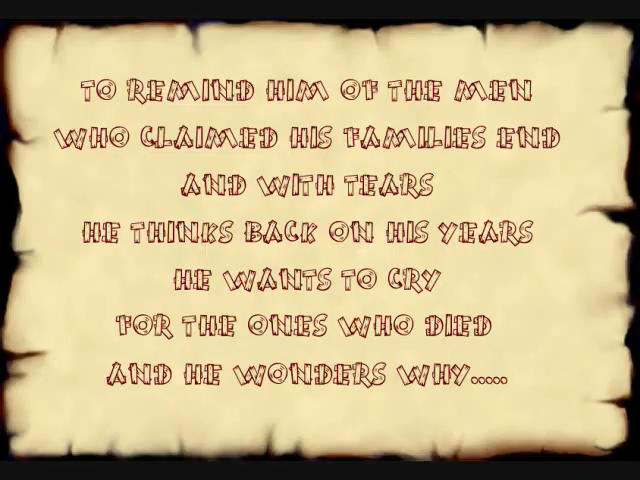 TO REMIND HIM OF THE MEN
WHO CLAIMED HIS FAMILIES END
AND WITH TEARS
HE THINKS BACK ON HIS YEARS
HE WANTS TO CRY
FOR THE ONES WHO DIED
AND HE WONDERS WHY.....